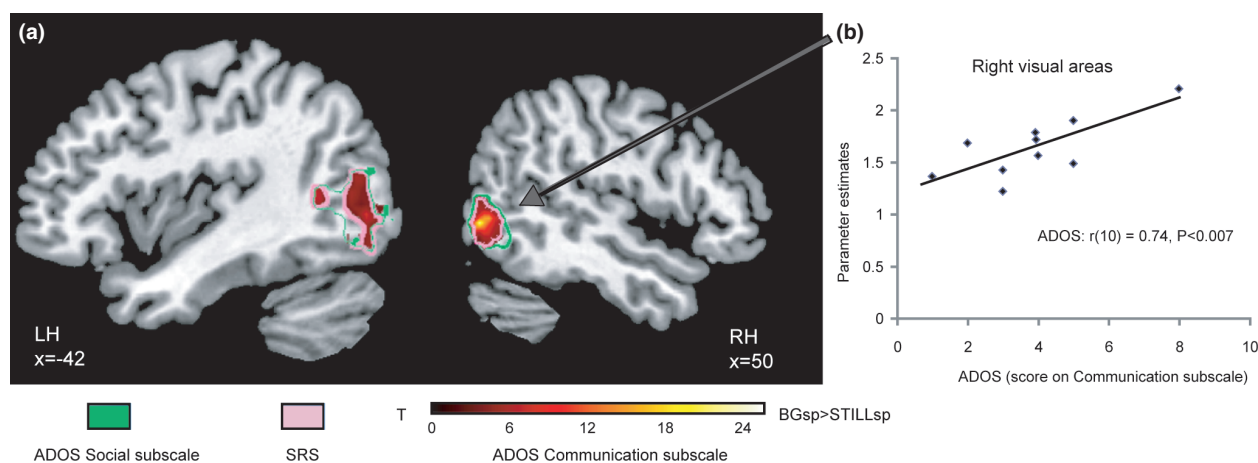 (a)
LH
x=-42
RH
x=50
ADOS Social subscale
SRS
T
0 6 12 18 24
BGsp>STILLsp
ADOS Communication subscale
(b)
Right visual areas
Parameter estimates
2.5
2
1.5
1
0.5
0
ADOS: r(10) = 0.74, P<0.007
0 2 4 6 8 10
ADOS (score on Communication subscale)